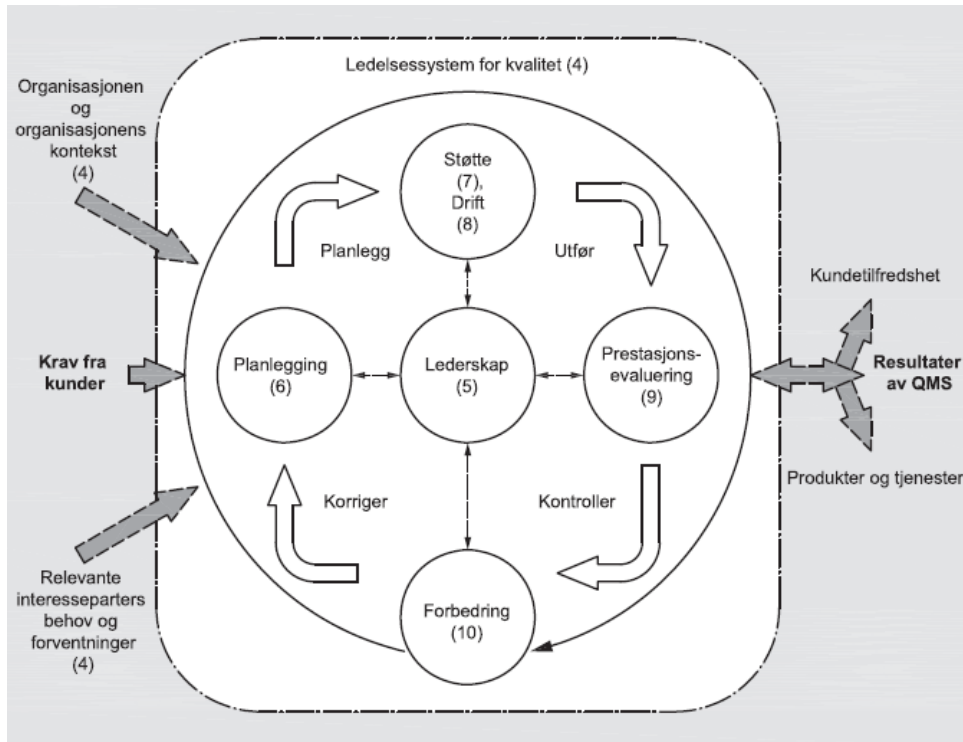 Ledelsessystem for kvalitet (4)
Organisasjonen
og
organisasjonens
kontekst
(4)
Støtte
(7),
Drift
(8)
Planlegg
Utfør
Kundetilfredshet
Krav fra
kunder
Planlegging
(6)
Lederskap
(5)
Prestasjons-
evaluering
(9)
Resultater
av QMS
Produkter og tjenester
Korriger
Kontroller
Relevante
interesseparters
behov og
forventninger
(4)
Forbedring
(10)